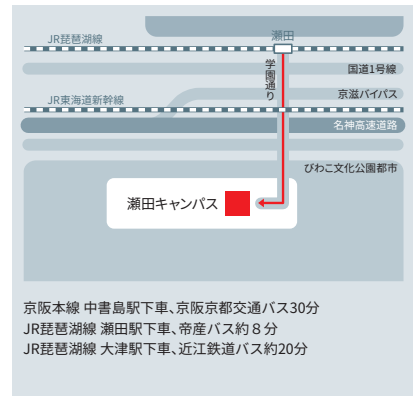 瀬田
JR琵琶湖線
学園通り
国道1号線
京滋バイパス
JR東海道新幹線
名神高速道路
びわこ文化公園都市
瀬田キャンパス
京阪本線 中書島駅下車、京阪京都交通バス30分
JR琵琶湖線 瀬田駅下車、帝産バス約８分
JR琵琶湖線 大津駅下車、近江鉄道バス約20分